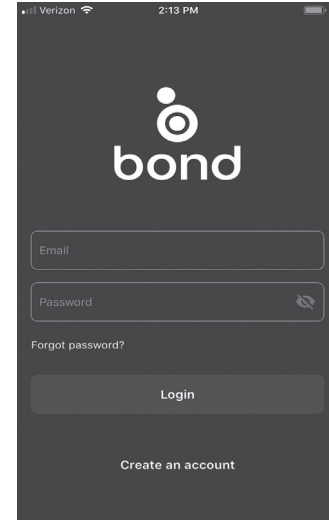 Verizon 2:13 PM
bond
Email
Password
Forgot password?
Login
Create an account